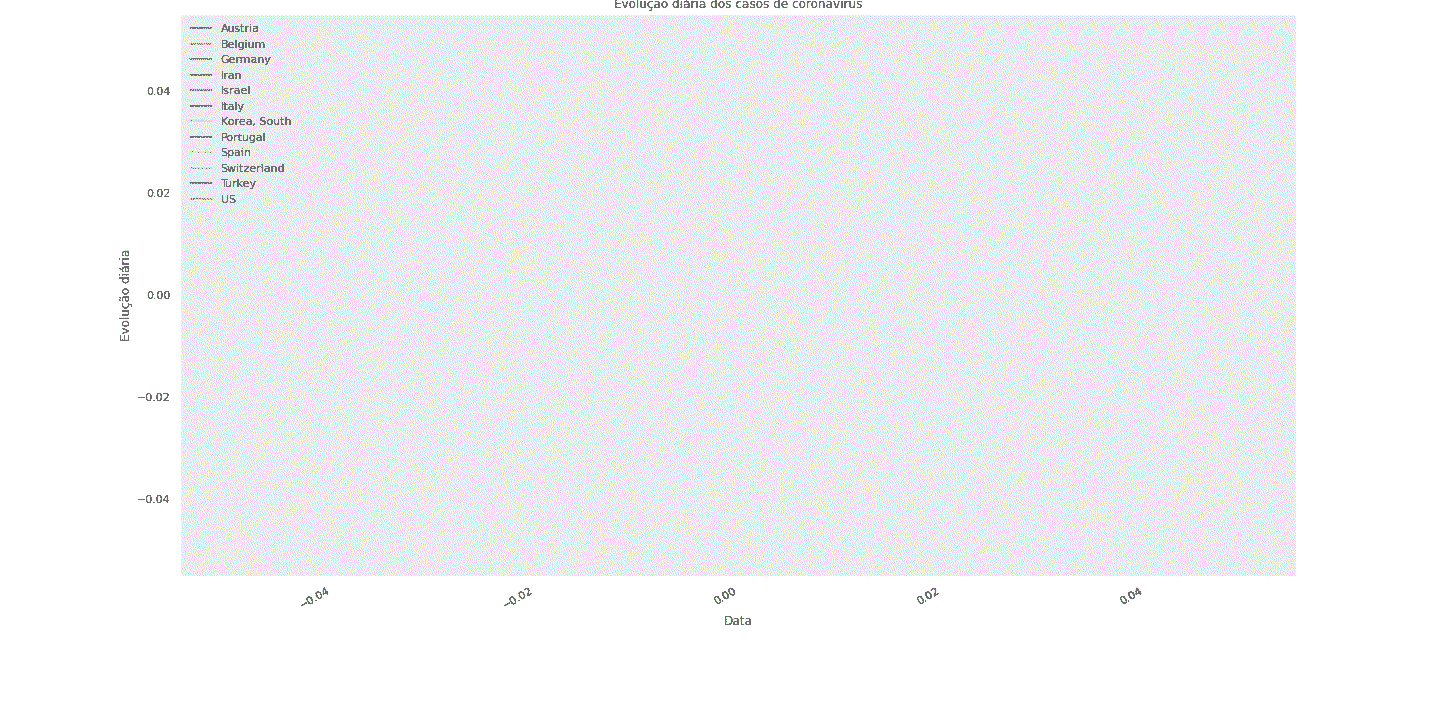 Evolução diária dos casos de coronavírus
Austria
Belgium
Germany
Iran
Israel
Italy
Korea, South
Portugal
Spain
Switzerland
Turkey
US
0.04
0.02
0.00
−0.02
−0.04
Evolução diária
−0.04
−0.02
0.00
0.02
0.04
Data